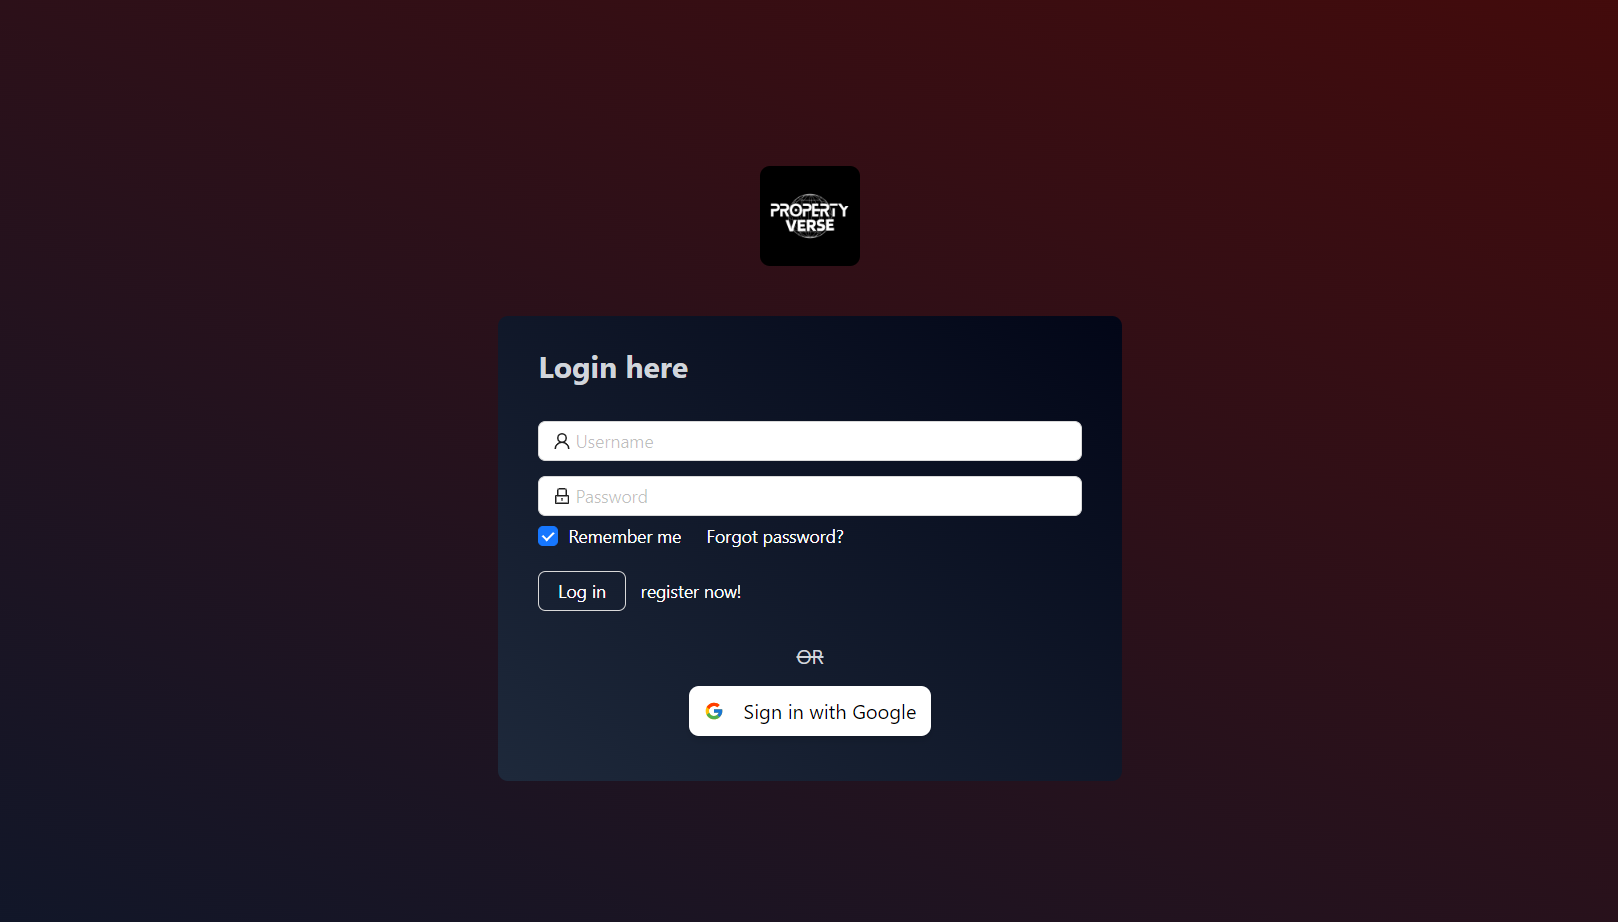 PROPERTY
VERSE
Login here
Username
Password
Remember me Forgot password?
Log in register now!
OR
Sign in with Google